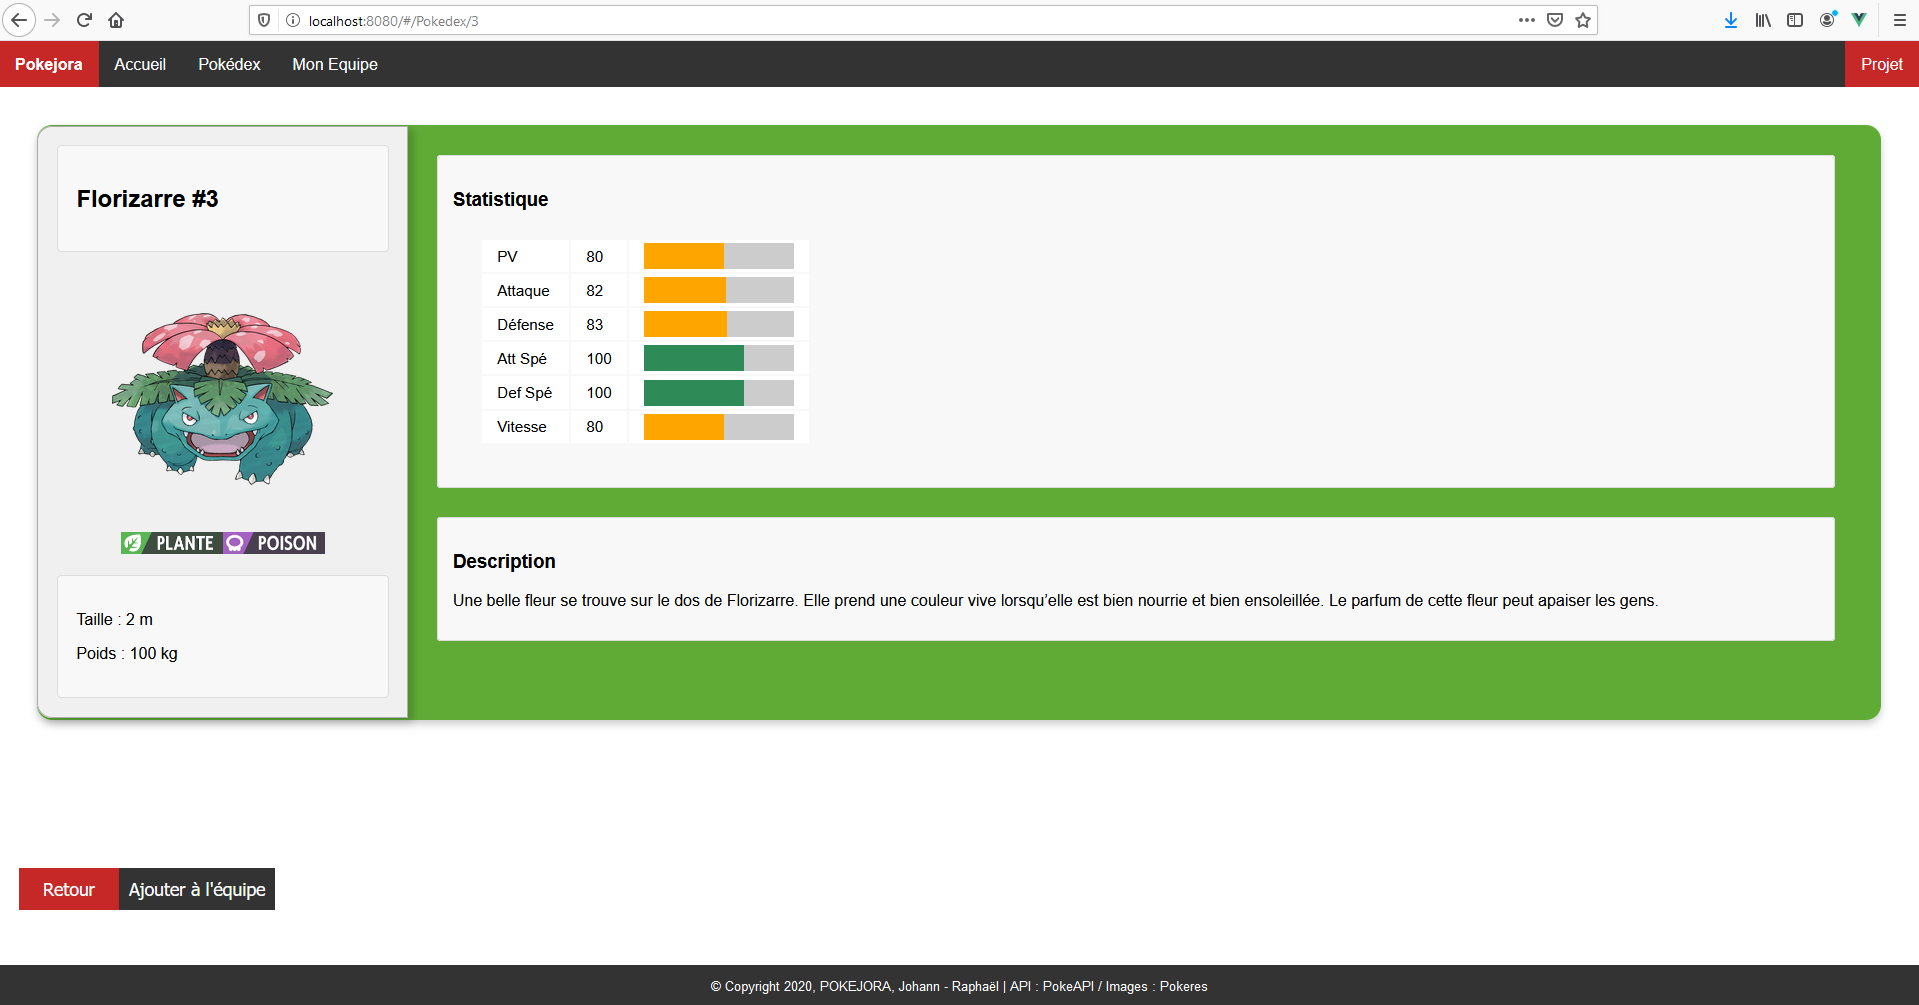 localhost:8080/#/Pokedex/3
Pokejora Accueil Pokédex Mon Equipe Projet
Florizarre #3
PLANTE POISON
Taille : 2 m
Poids : 100 kg
Statistique
PV 80
Attaque 82
Défense 83
Att Spé 100
Def Spé 100
Vitesse 80
Description
Une belle fleur se trouve sur le dos de Florizarre. Elle prend une couleur vive lorsqu’elle est bien nourrie et bien ensoleillée. Le parfum de cette fleur peut apaiser les gens.
Retour Ajouter à l'équipe
© Copyright 2020, POKEJORA, Johann - Raphaël | API : PokeAPI / Images : Pokeres